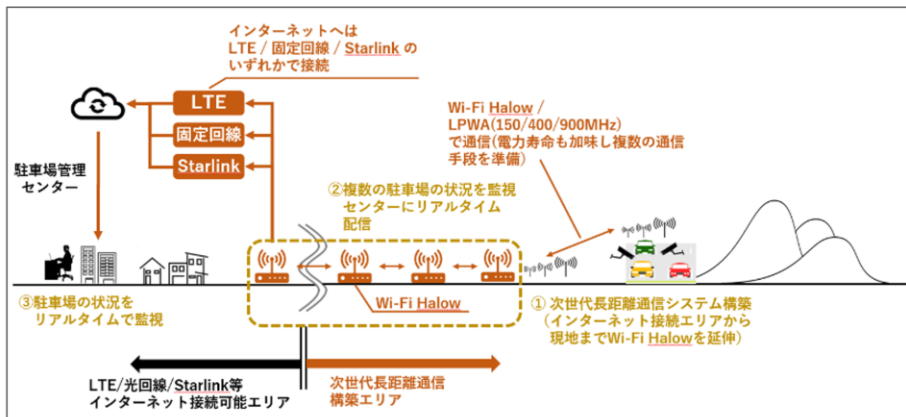 インターネットへは
LTE / 固定回線 / Starlink の
いずれかで接続
LTE
固定回線
Starlink
Wi-Fi Halow /
LPWA(150/400/900MHz)
で通信(電力寿命も加味し複数の通信
手段を準備)
駐車場管理
センター
②複数の駐車場の状況を監視
センターにリアルタイム
配信
Wi-Fi Halow
③駐車場の状況を
リアルタイムで監視
① 次世代長距離通信システム構築
(インターネット接続エリアから
現地までWi-Fi Halowを延伸)
LTE/光回線/Starlink等
インターネット接続可能エリア
次世代長距離通信
構築エリア